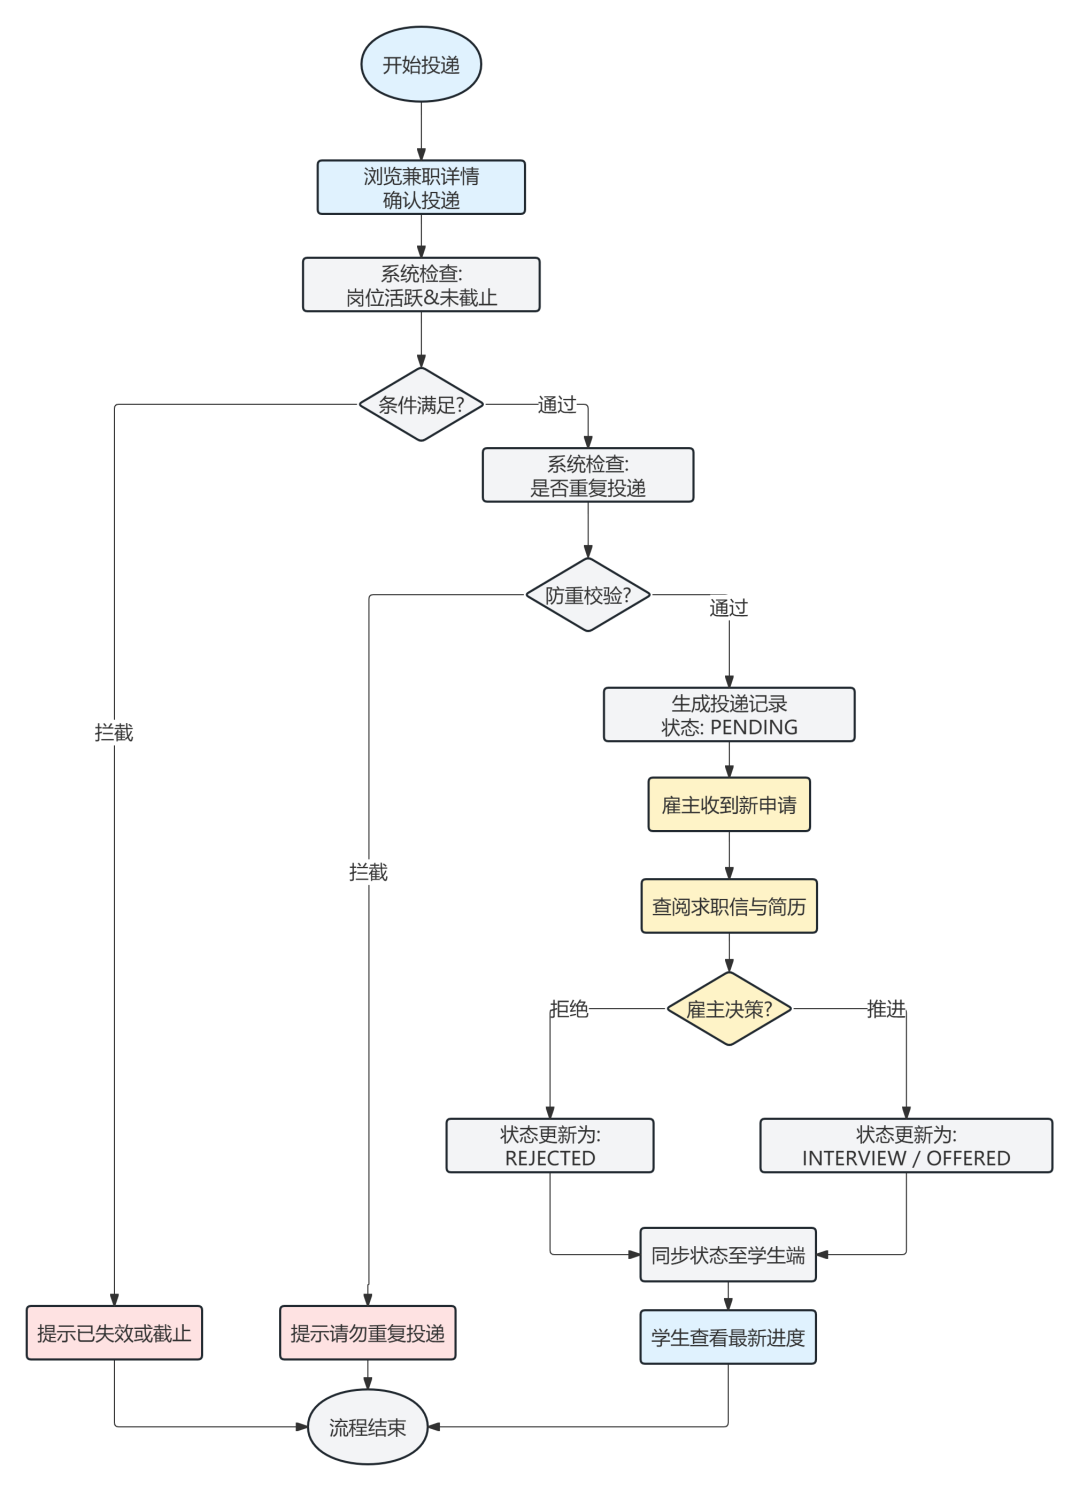 开始投递
浏览兼职详情
确认投递
系统检查:
岗位活跃&未截止
条件满足?
通过
系统检查:
是否重复投递
防重校验?
通过
生成投递记录
状态: PENDING
拦截
雇主收到新申请
拦截
查阅求职信与简历
拒绝
雇主决策?
推进
状态更新为:
REJECTED
状态更新为:
INTERVIEW / OFFERED
同步状态至学生端
提示已失效或截止
提示请勿重复投递
学生查看最新进度
流程结束